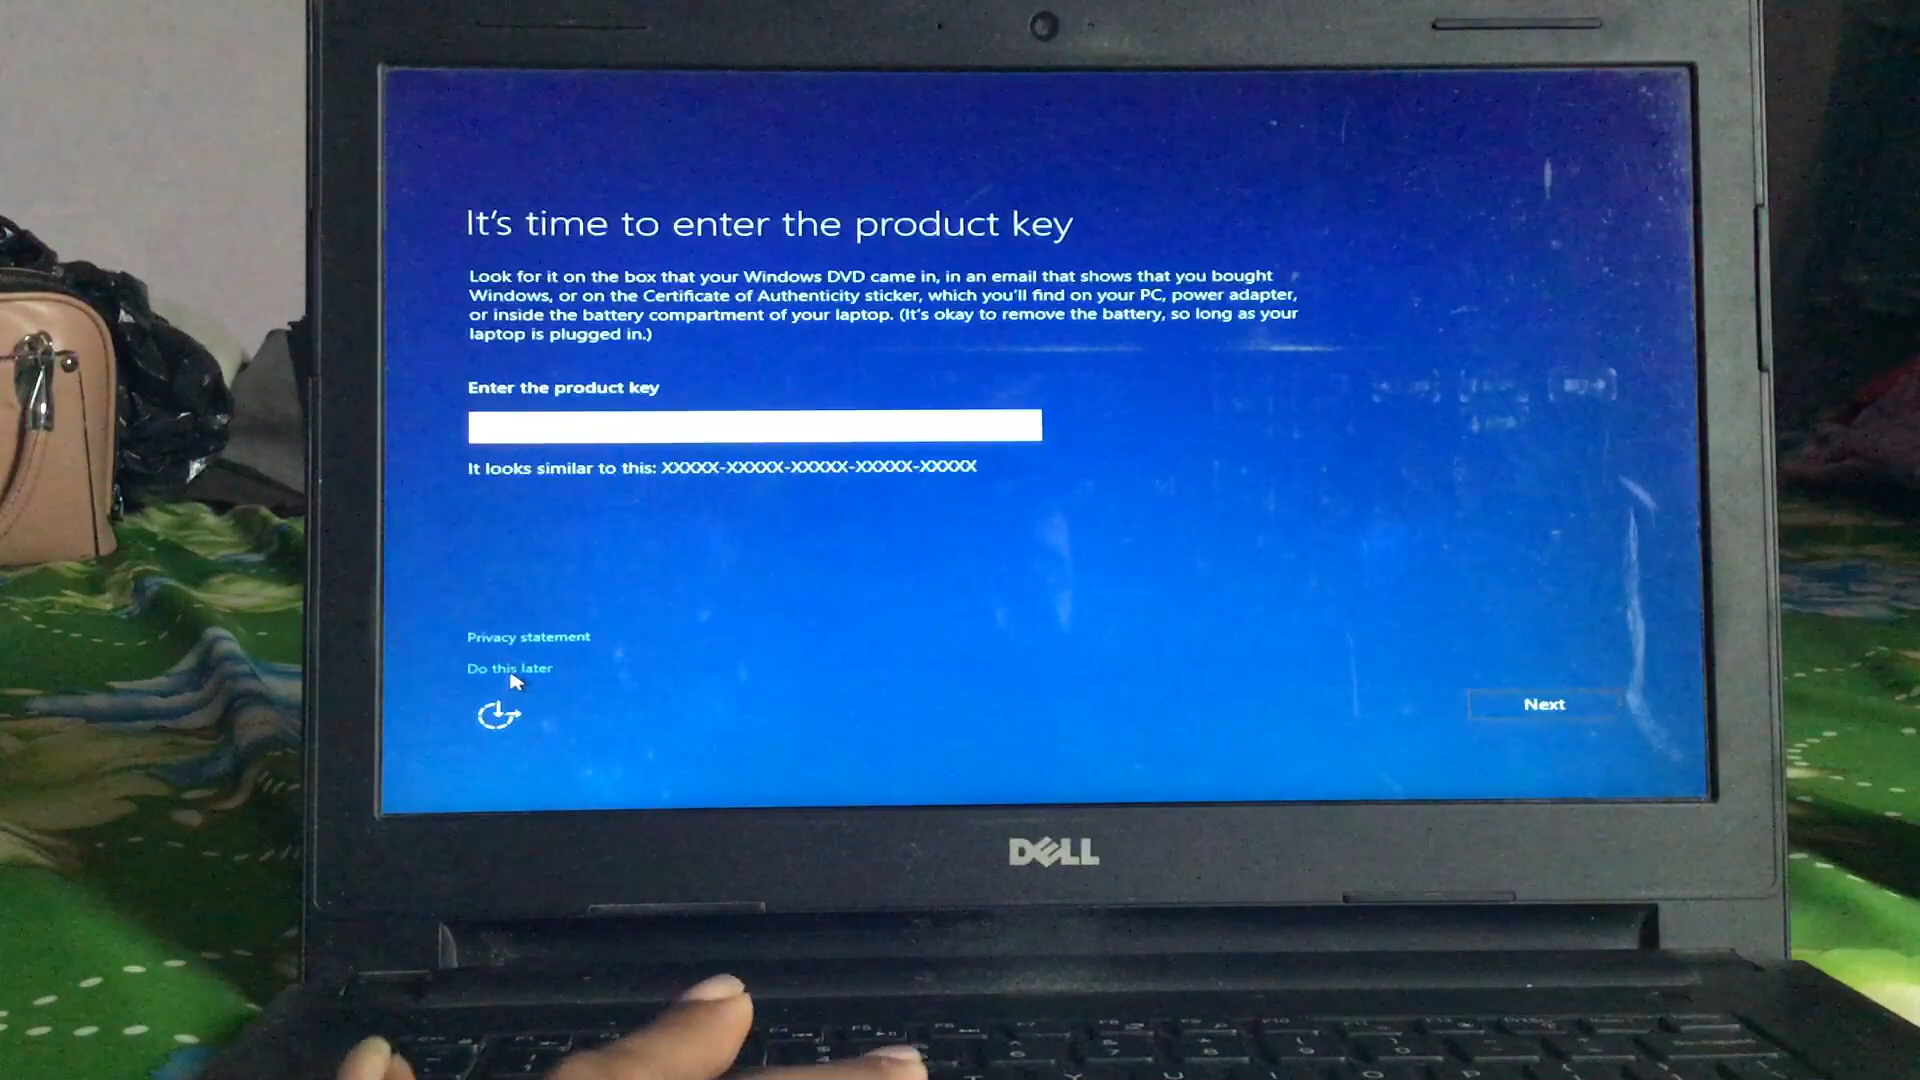 It's time to enter the product key
Look for it on the box that your Windows DVD came in, in an email that shows that you bought
Windows, or on the Certificate of Authenticity sticker, which you'll find on your PC, power adapter,
or inside the battery compartment of your laptop. (It's okay to remove the battery, so long as your
laptop is plugged in.)
Enter the product key
It looks similar to this: XXXXX-XXXXX-XXXXX-XXXXX-XXXXX
Privacy statement
Do this later
Next
DELL